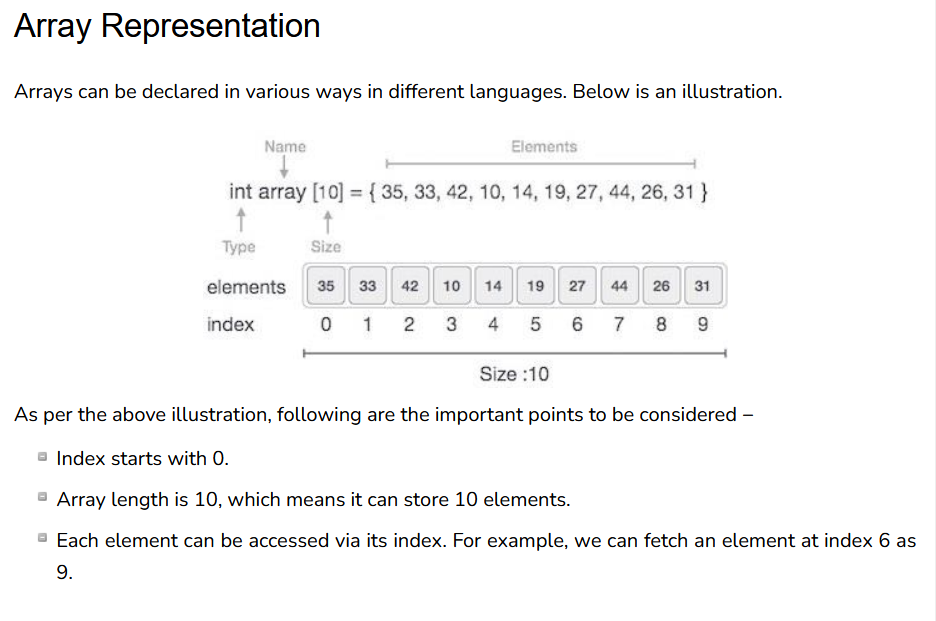 Array Representation
Arrays can be declared in various ways in different languages. Below is an illustration.
Name Elements
int array [10] = { 35, 33, 42, 10, 14, 19, 27, 44, 26, 31 }
Type Size
elements 35 33 42 10 14 19 27 44 26 31
index 0 1 2 3 4 5 6 7 8 9
Size :10
As per the above illustration, following are the important points to be considered −
Index starts with 0.
Array length is 10, which means it can store 10 elements.
Each element can be accessed via its index. For example, we can fetch an element at index 6 as
9.